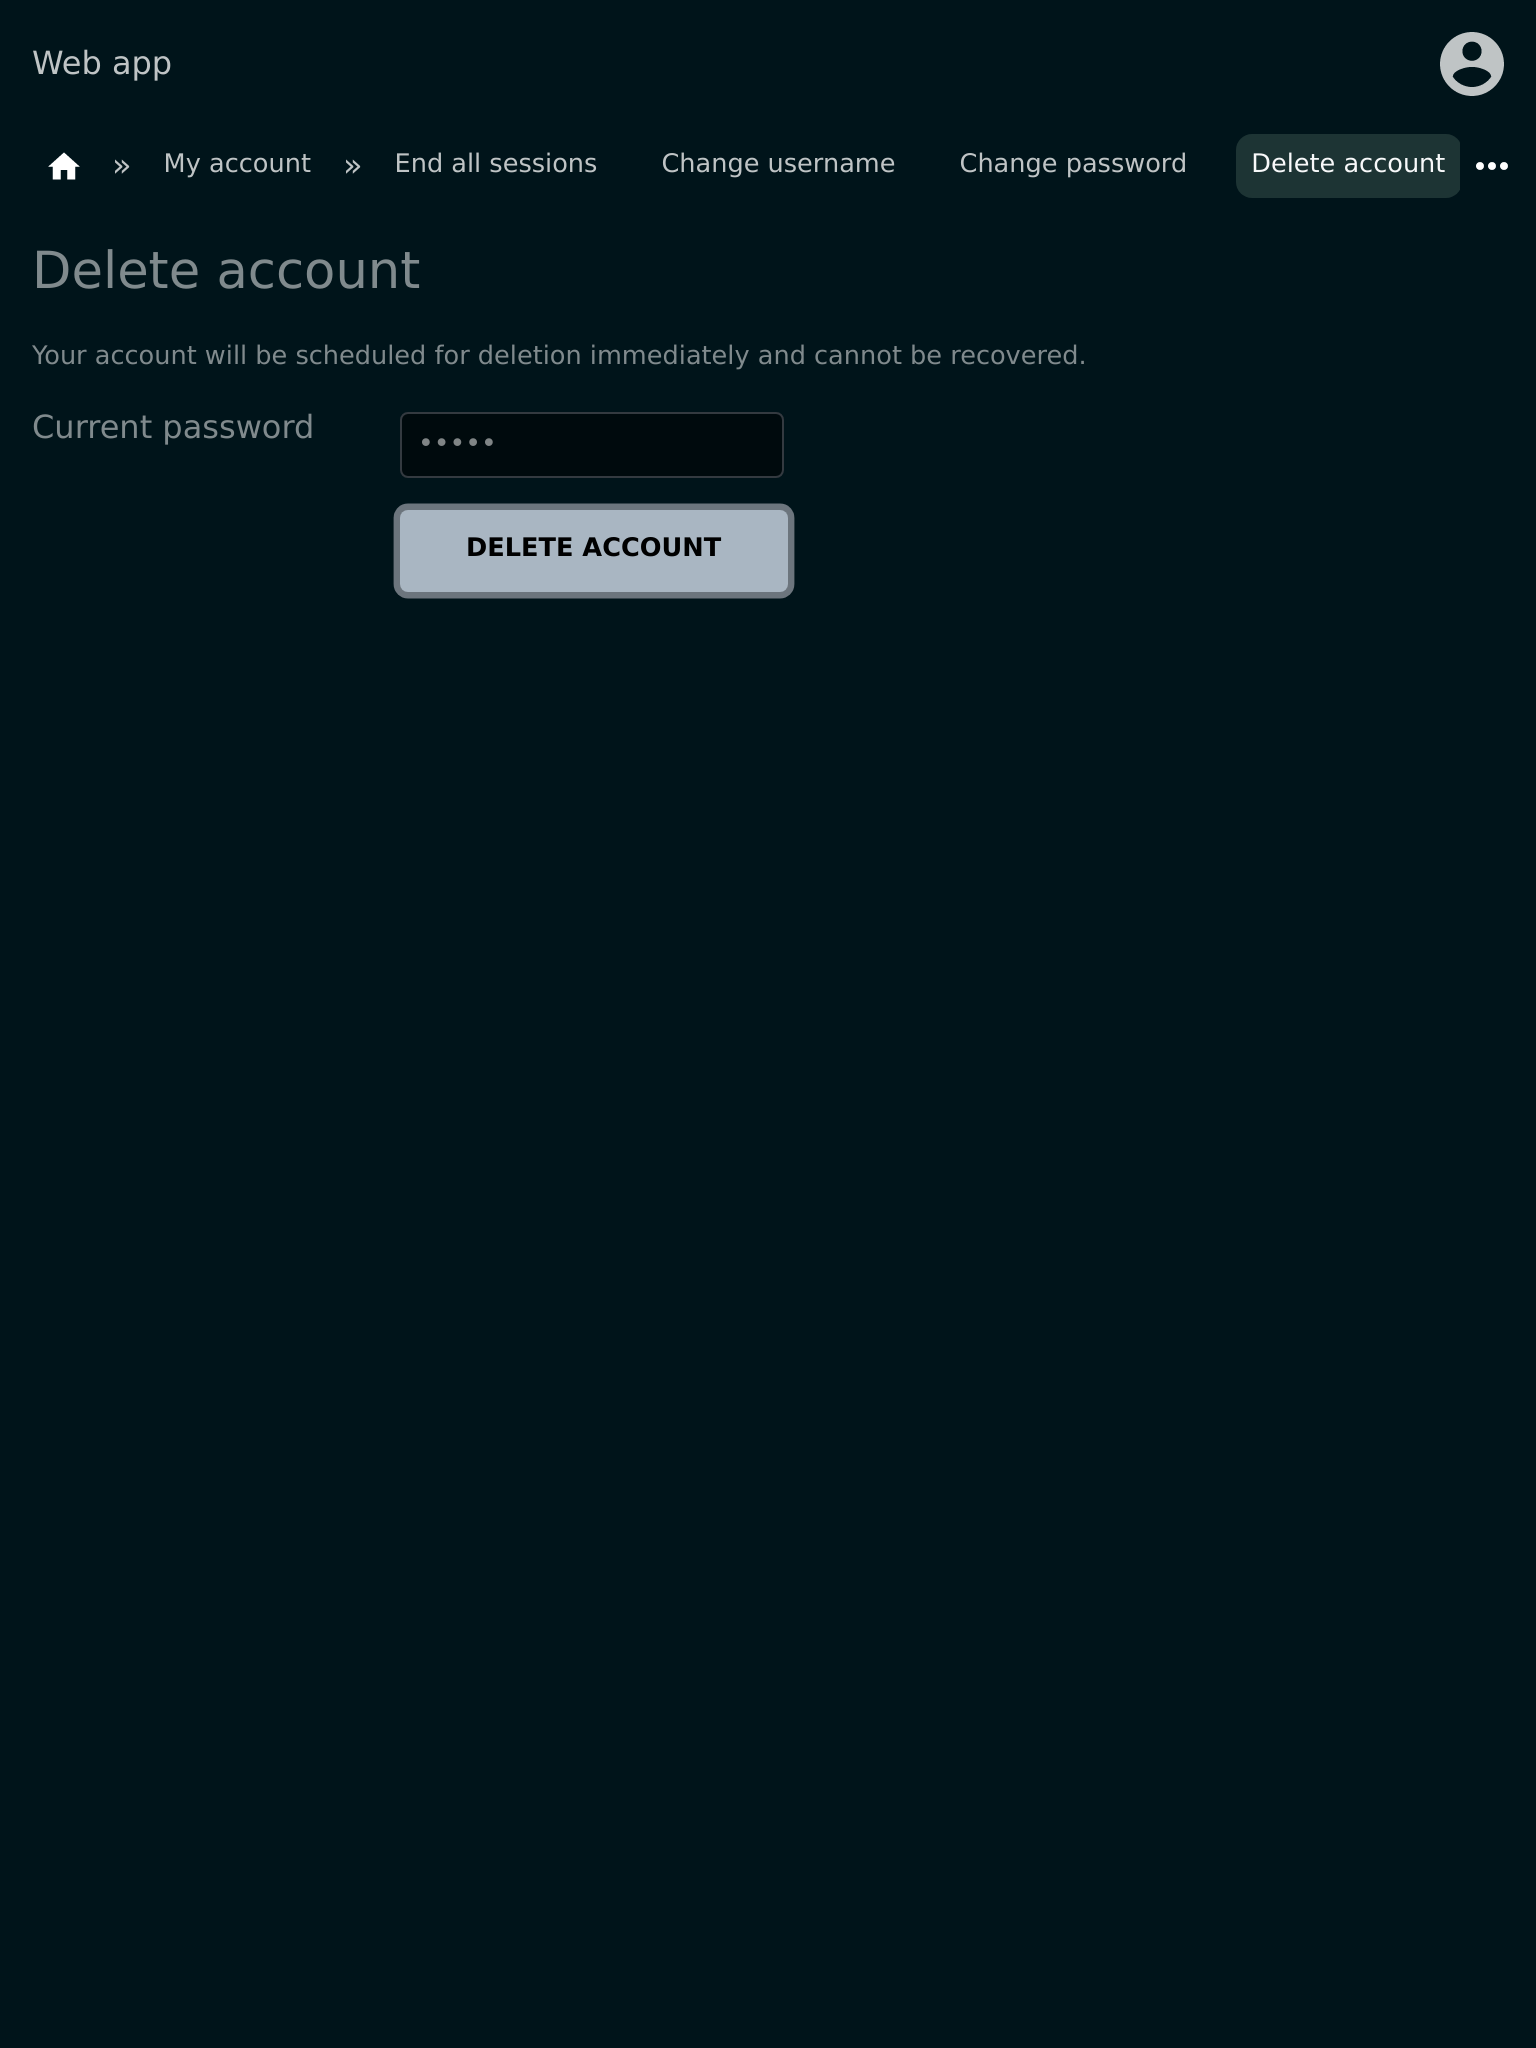 Web app
» My account » End all sessions Change username Change password Delete account •••
Delete account
Your account will be scheduled for deletion immediately and cannot be recovered.
Current password •••••
DELETE ACCOUNT